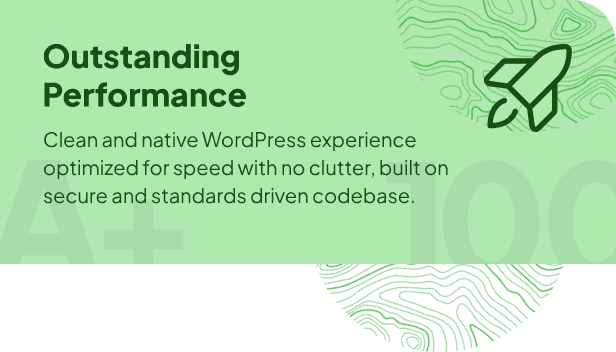 Outstanding
Performance
Clean and native WordPress experience
optimized for speed with no clutter, built on
secure and standards driven codebase.
A+
100